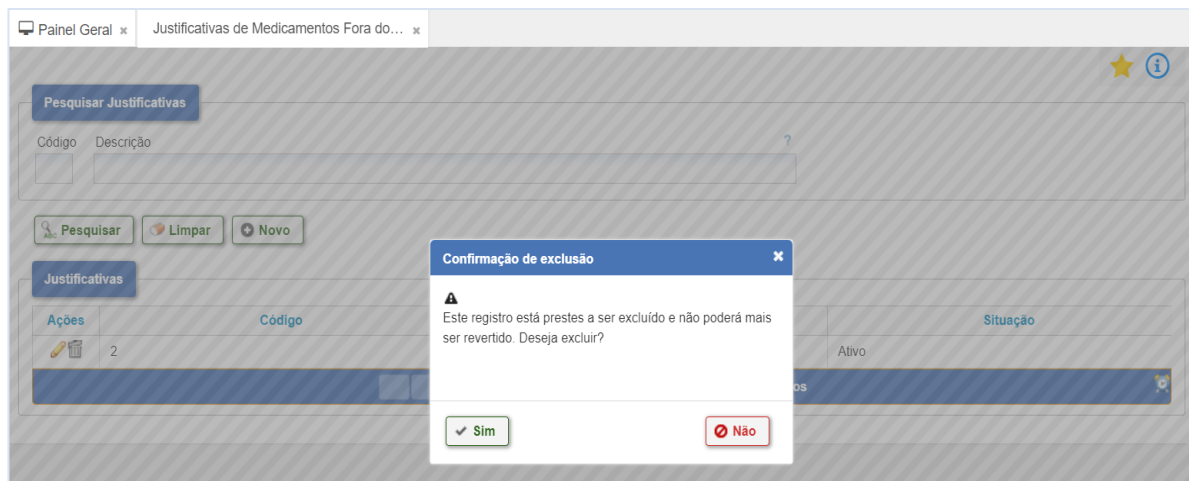 Painel Geral × Justificativas de Medicamentos Fora do... ×
Pesquisar Justificativas
Código Descrição ?
Pesquisar Limpar Novo
Confirmação de exclusão ×
Justificativas
Este registro está prestes a ser excluído e não poderá mais
ser revertido. Deseja excluir?
Ações Código Situação
2 Ativo
os
Sim Não